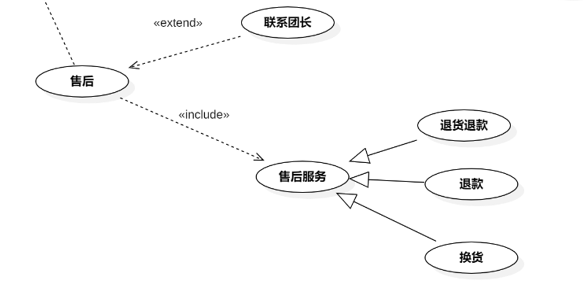 «extend»
联系团长
售后
«include»
退货退款
售后服务
退款
换货